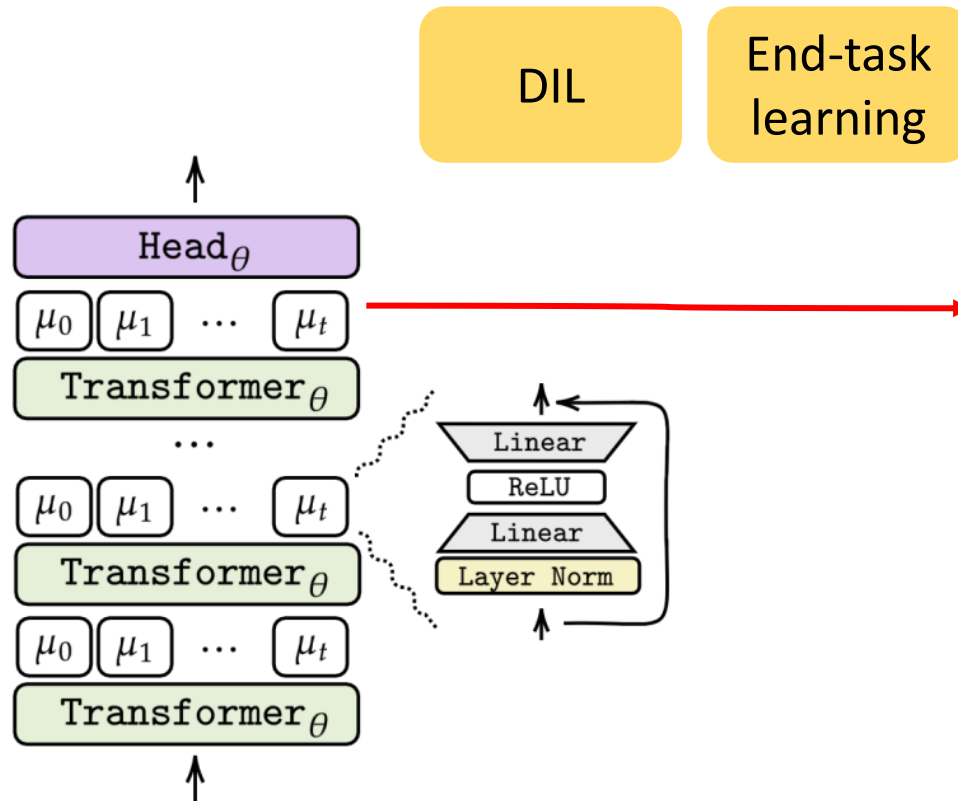 DIL
End-task
learning
Head_θ
μ_0 μ_1 ... μ_t
Transformer_θ
...
μ_0 μ_1 ... μ_t
Transformer_θ
μ_0 μ_1 ... μ_t
Transformer_θ
Linear
ReLU
Linear
Layer Norm